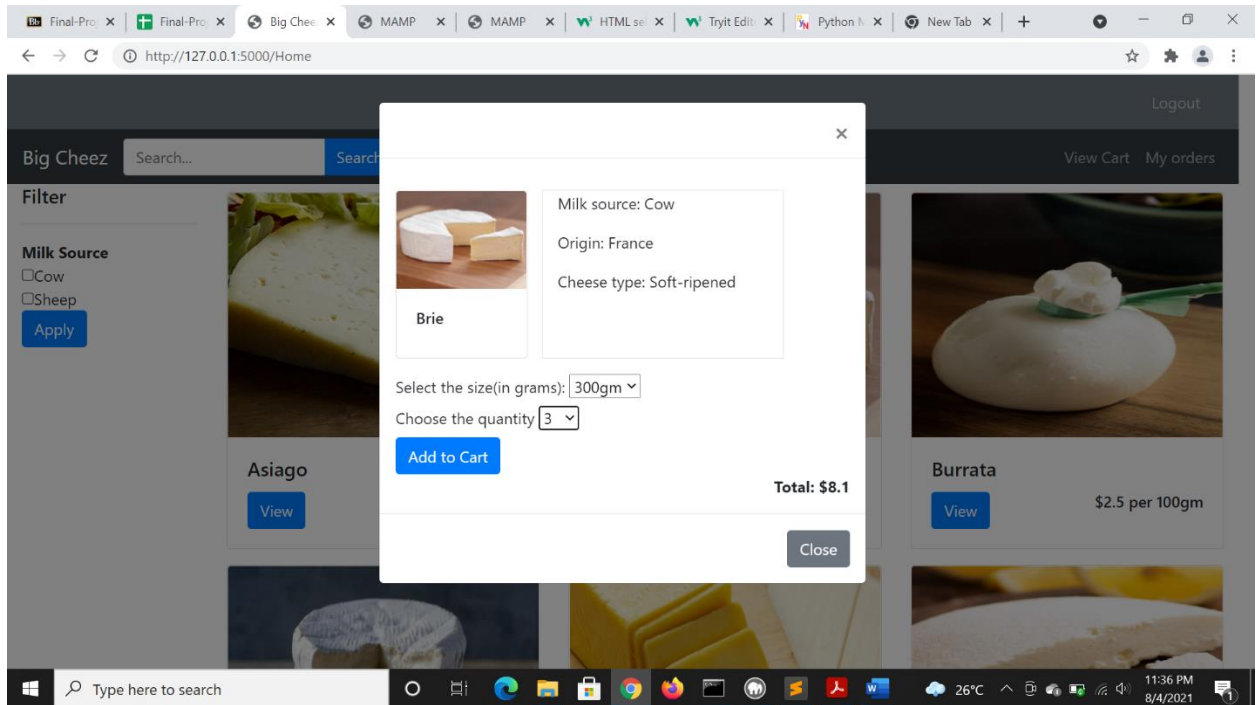 Final-Pro
Final-Pro
Big Chee
MAMP
MAMP
HTML sel
Tryit Edit
Python
New Tab
http://127.0.0.1:5000/Home
Logout
Big Cheez
Search...
Search
View Cart
My orders
×
Filter
Milk Source
Cow
Sheep
Apply
Milk source: Cow
Origin: France
Cheese type: Soft-ripened
Brie
Select the size(in grams): 300gm
Choose the quantity 3
Add to Cart
Total: $8.1
Close
Asiago
View
Burrata
View
$2.5 per 100gm
Type here to search
26°C
11:36 PM
8/4/2021